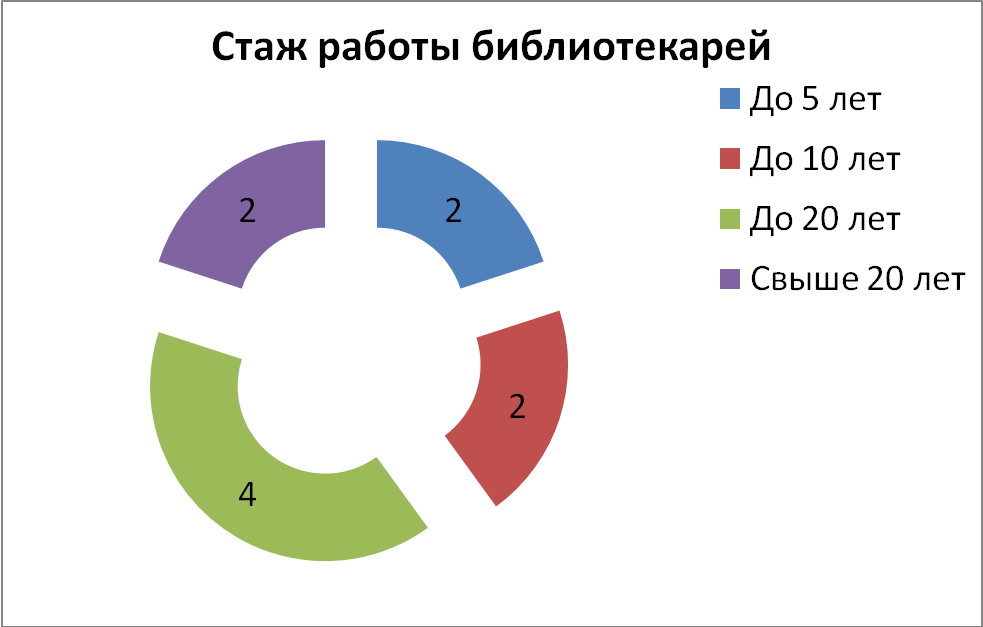 Стаж работы библиотекарей
До 5 лет
До 10 лет
До 20 лет
Свыше 20 лет
2
2
2
4